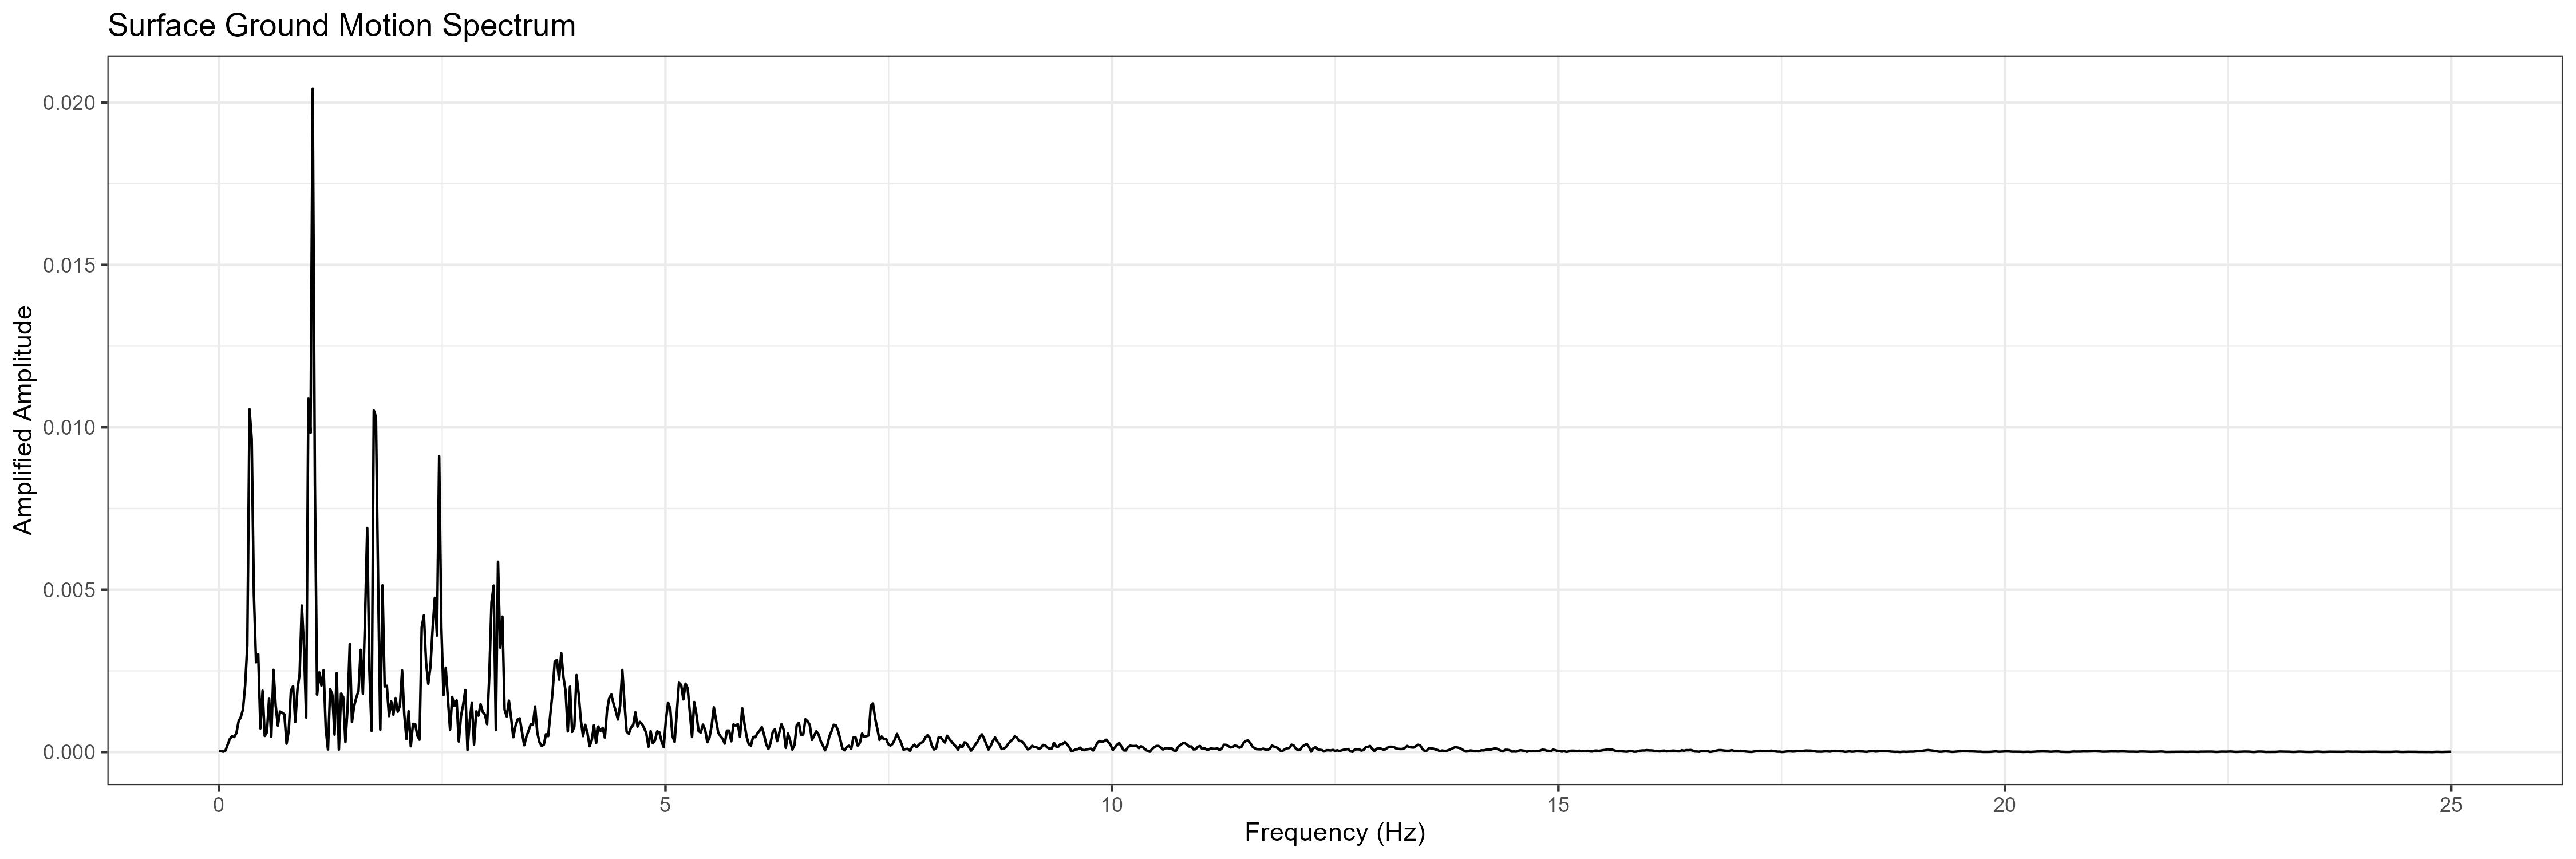 Surface Ground Motion Spectrum
Amplified Amplitude
0.020
0.015
0.010
0.005
0.000
0 5 10 15 20 25
Frequency (Hz)